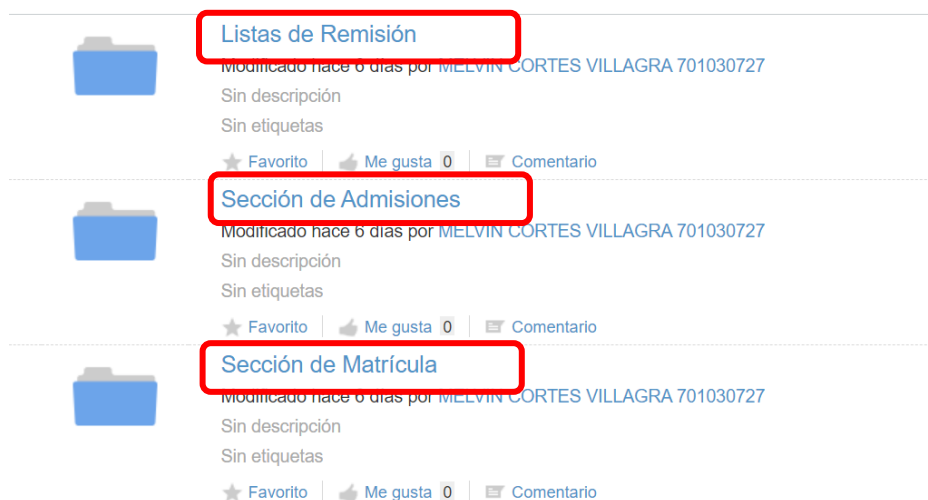 Listas de Remisión
Modificado hace 6 días por MELVIN CORTES VILLAGRA 701030727
Sin descripción
Sin etiquetas
Favorito Me gusta 0 Comentario
Sección de Admisiones
Modificado hace 6 días por MELVIN CORTES VILLAGRA 701030727
Sin descripción
Sin etiquetas
Favorito Me gusta 0 Comentario
Sección de Matrícula
Modificado hace 6 días por MELVIN CORTES VILLAGRA 701030727
Sin descripción
Sin etiquetas
Favorito Me gusta 0 Comentario